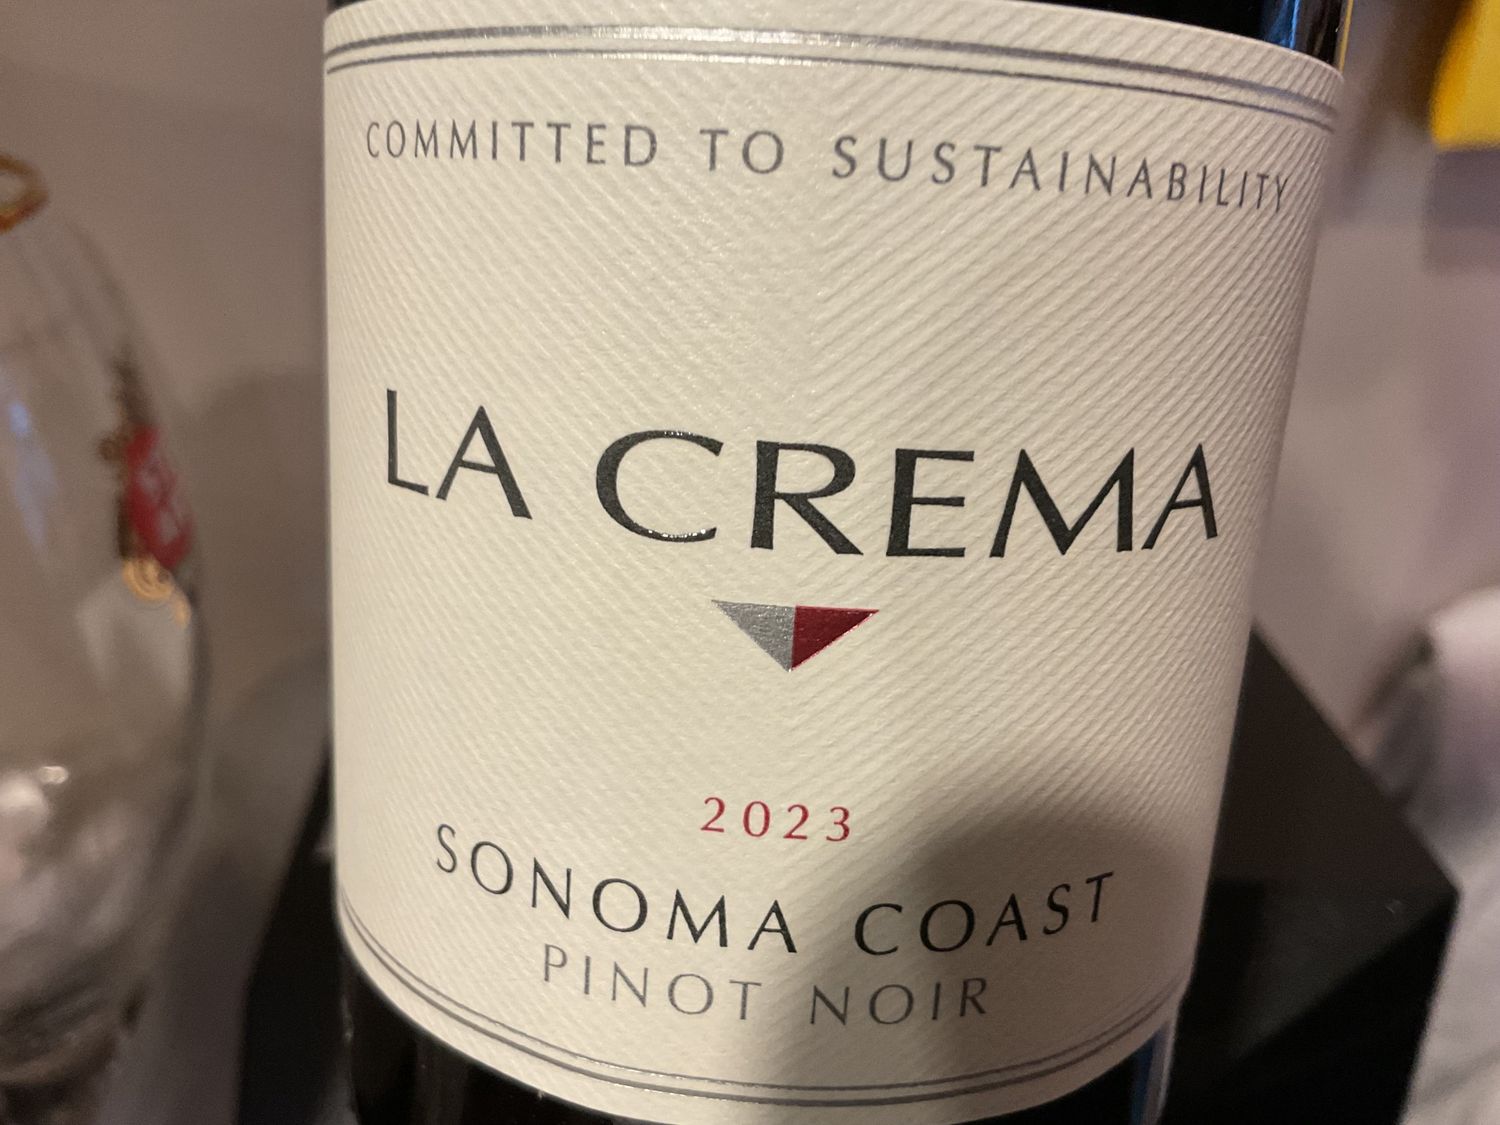 COMMITTED TO SUSTAINABILITY
LA CREMA
2023
SONOMA COAST
PINOT NOIR